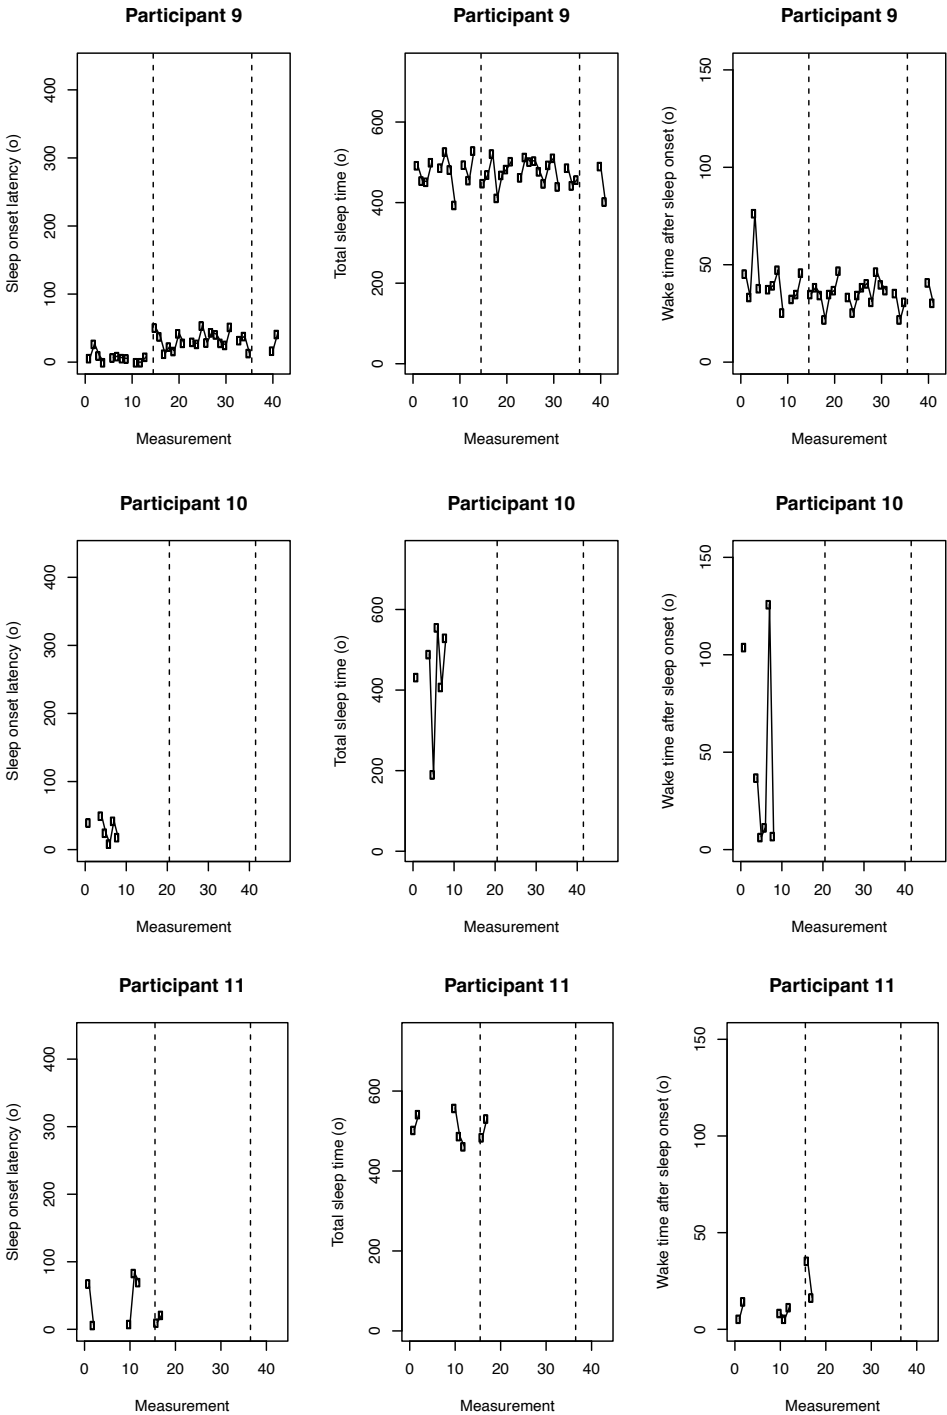 Participant 9 Participant 9 Participant 9
Sleep onset latency (o)
0 100 200 300 400
0 10 20 30 40
Measurement
Total sleep time (o)
0 200 400 600
0 10 20 30 40
Measurement
Wake time after sleep onset (o)
0 50 100 150
0 10 20 30 40
Measurement
Participant 10 Participant 10 Participant 10
Sleep onset latency (o)
0 100 200 300 400
0 10 20 30 40
Measurement
Total sleep time (o)
0 200 400 600
0 10 20 30 40
Measurement
Wake time after sleep onset (o)
0 50 100 150
0 10 20 30 40
Measurement
Participant 11 Participant 11 Participant 11
Sleep onset latency (o)
0 100 200 300 400
0 10 20 30 40
Measurement
Total sleep time (o)
0 200 400 600
0 10 20 30 40
Measurement
Wake time after sleep onset (o)
0 50 100 150
0 10 20 30 40
Measurement